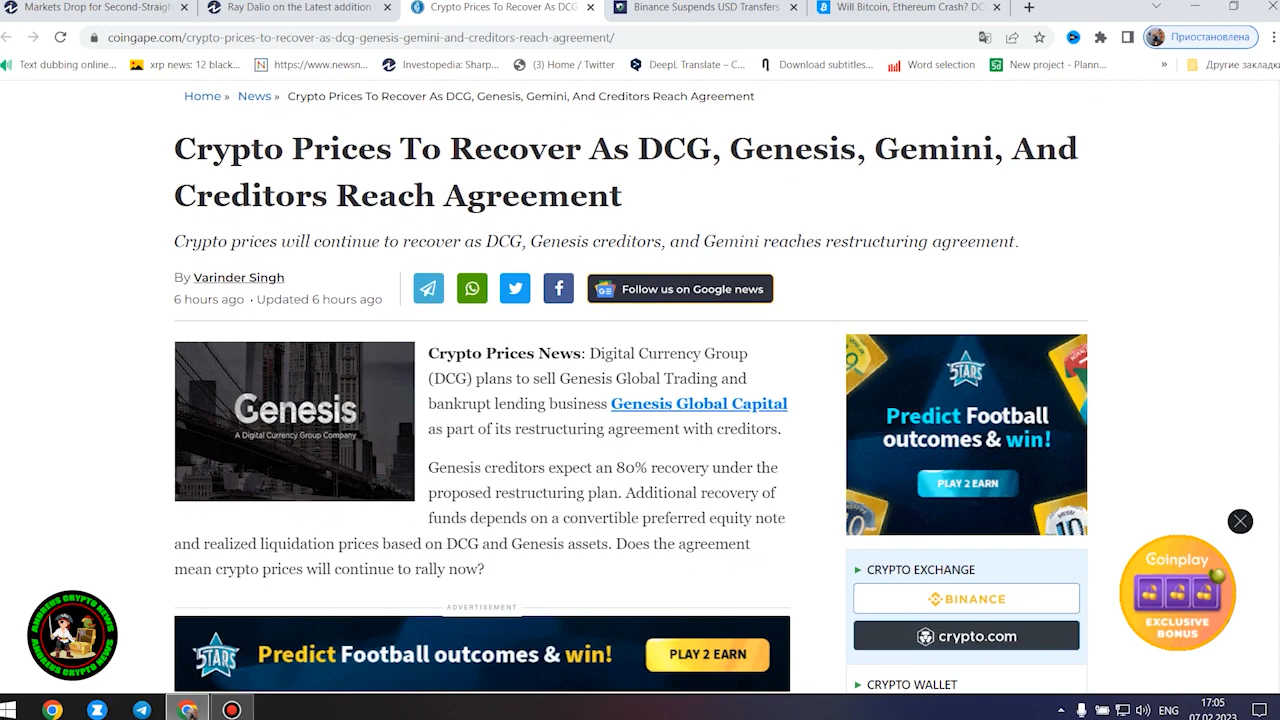 Markets Drop for Second-Straigh
Ray Dalio on the Latest addition
Crypto Prices To Recover As DCG
Binance Suspends USD Transfers
Will Bitcoin, Ethereum Crash? DC
coingape.com/crypto-prices-to-recover-as-dcg-genesis-gemini-and-creditors-reach-agreement/
Приостановлена
Text dubbing online...
xrp news: 12 black...
https://www.newsn...
Investopedia: Sharp...
(3) Home / Twitter
DeepL Translate – C...
Download subtitles...
Word selection
New project - Plann...
»
Другие закладки
Home » News » Crypto Prices To Recover As DCG, Genesis, Gemini, And Creditors Reach Agreement
Crypto Prices To Recover As DCG, Genesis, Gemini, And
Creditors Reach Agreement
Crypto prices will continue to recover as DCG, Genesis creditors, and Gemini reaches restructuring agreement.
By Varinder Singh
6 hours ago · Updated 6 hours ago
Follow us on Google news
Genesis
A Digital Currency Group Company
Crypto Prices News: Digital Currency Group
(DCG) plans to sell Genesis Global Trading and
bankrupt lending business Genesis Global Capital
as part of its restructuring agreement with creditors.
Genesis creditors expect an 80% recovery under the
proposed restructuring plan. Additional recovery of
funds depends on a convertible preferred equity note
and realized liquidation prices based on DCG and Genesis assets. Does the agreement
mean crypto prices will continue to rally now?
ADVERTISEMENT
STARS
Predict Football outcomes & win!
PLAY 2 EARN
STARS
Predict Football
outcomes & win!
PLAY 2 EARN
CRYPTO EXCHANGE
BINANCE
crypto.com
CRYPTO WALLET
Coinplay
EXCLUSIVE
BONUS
ANDREUS CRYPTO NEWS
ANDREUS CRYPTO NEWS
ENG
17:05
07.02.2023